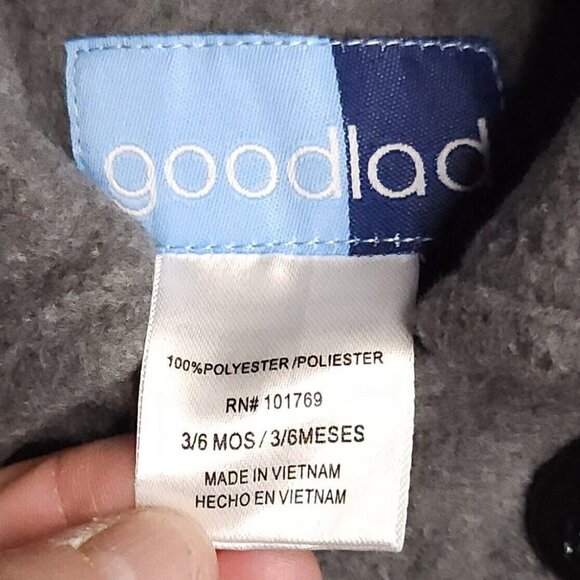 goodlad
100%POLYESTER/POLIESTER
RN# 101769
3/6 MOS / 3/6MESES
MADE IN VIETNAM
HECHO EN VIETNAM